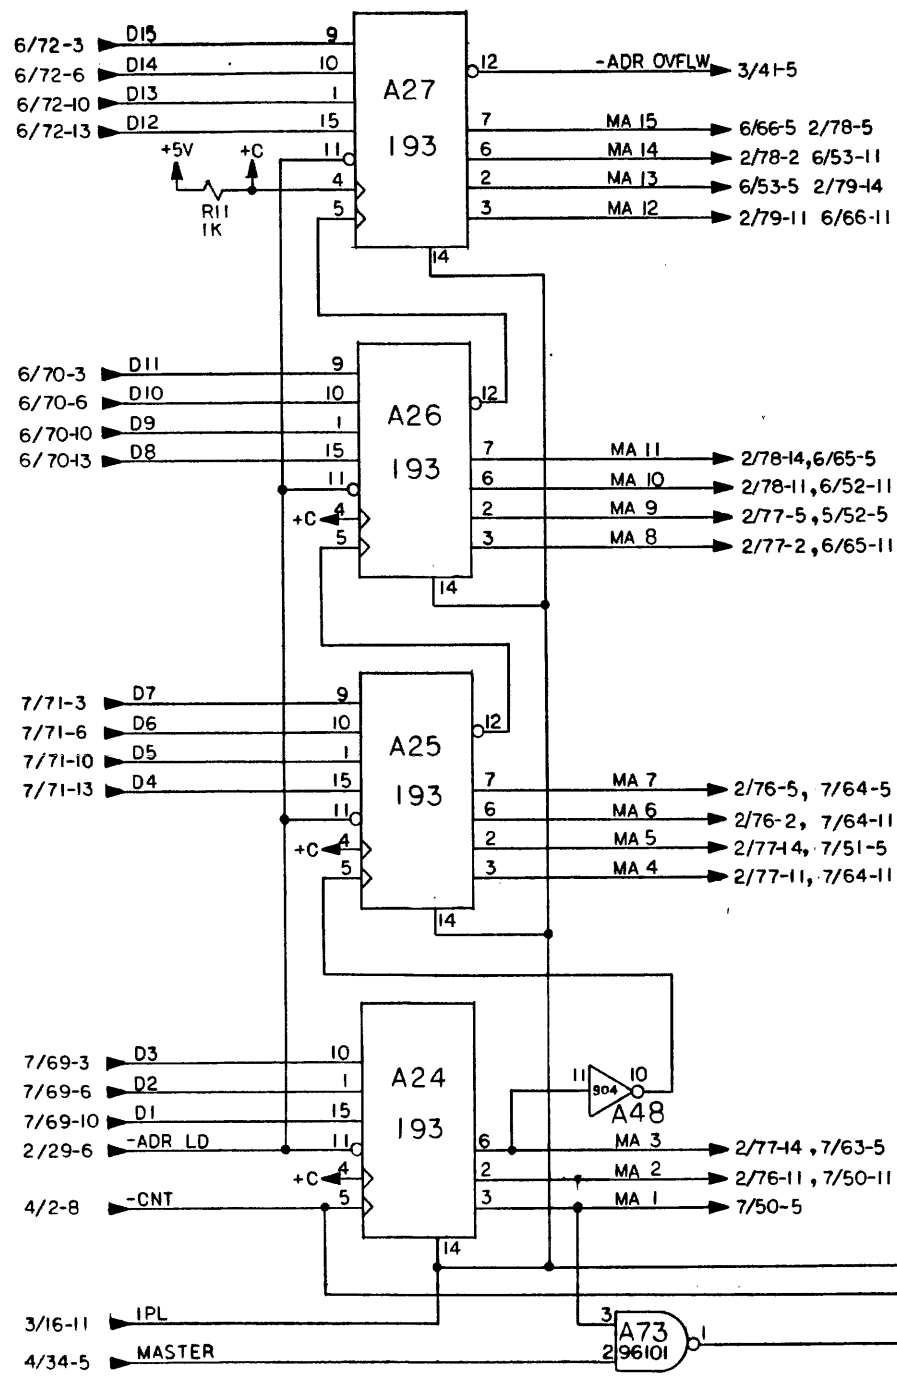 6/72-3 D15 9
6/72-6 D14 10
6/72-10 D13 1
6/72-13 D12 15
+5V +C 11
4
R11
1K
5
A27
193
14
12 -ADR OVFLW 3/41-5
7 MA 15 6/66-5 2/78-5
6 MA 14 2/78-2 6/53-11
2 MA 13 6/53-5 2/79-14
3 MA 12 2/79-11 6/66-11
6/70-3 D11 9
6/70-6 D10 10
6/70-10 D9 1
6/70-13 D8 15
11
+C 4
5
A26
193
14
12
7 MA 11 2/78-14,6/65-5
6 MA 10 2/78-11,6/52-11
2 MA 9 2/77-5,5/52-5
3 MA 8 2/77-2,6/65-11
7/71-3 D7 9
7/71-6 D6 10
7/71-10 D5 1
7/71-13 D4 15
11
+C 4
5
A25
193
14
12
7 MA 7 2/76-5, 7/64-5
6 MA 6 2/76-2, 7/64-11
2 MA 5 2/77-14, 7/51-5
3 MA 4 2/77-11, 7/64-11
7/69-3 D3 10
7/69-6 D2 1
7/69-10 D1 15
2/29-6 -ADR LD 11
+C 4
4/2-8 -CNT 5
A24
193
14
11 904 10
A48
6 MA 3 2/77-14,7/63-5
2 MA 2 2/76-11,7/50-11
3 MA 1 7/50-5
3/16-11 IPL
4/34-5 MASTER
3
2
A73
96101
1